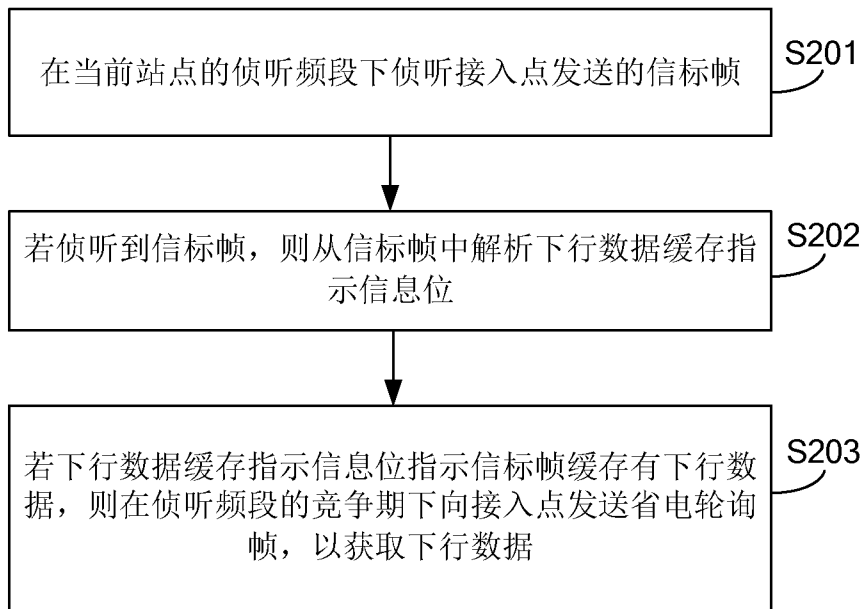 在当前站点的侦听频段下侦听接入点发送的信标帧
S201
若侦听到信标帧，则从信标帧中解析下行数据缓存指
示信息位
S202
若下行数据缓存指示信息位指示信标帧缓存有下行数
据，则在侦听频段的竞争期下向接入点发送省电轮询
帧，以获取下行数据
S203